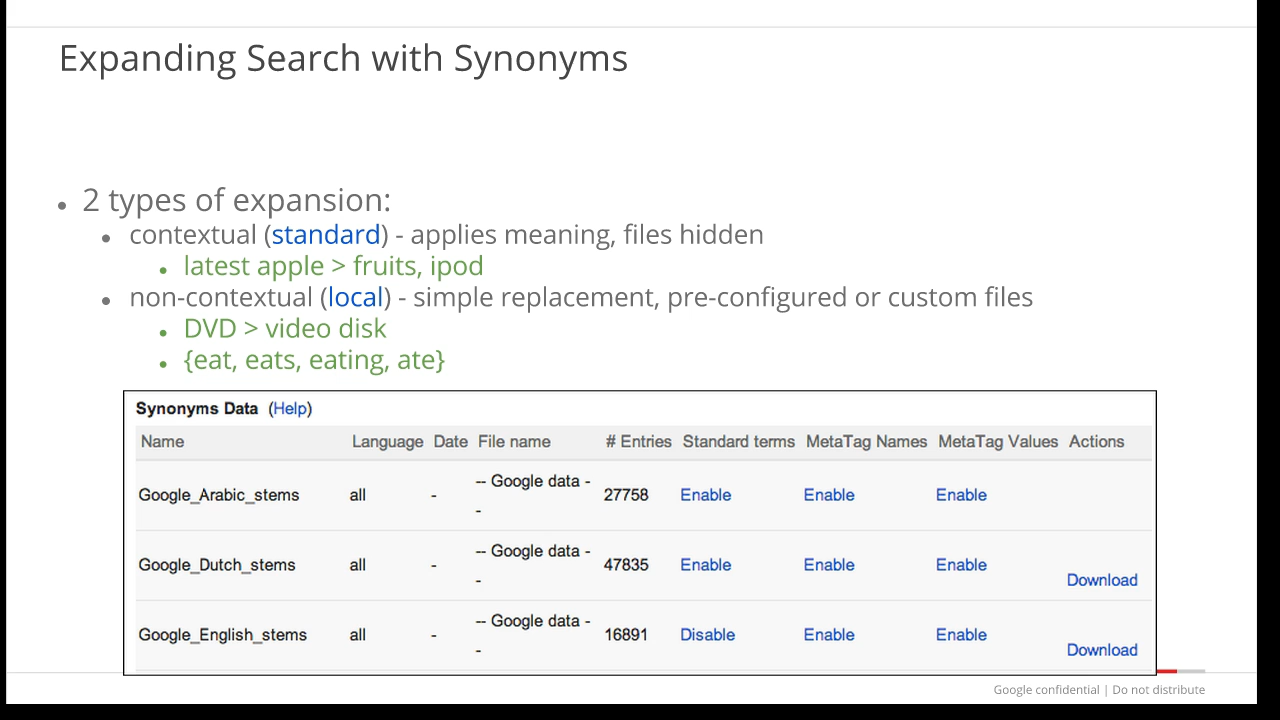 Expanding Search with Synonyms
• 2 types of expansion:
• contextual (standard) - applies meaning, files hidden
• latest apple > fruits, ipod
• non-contextual (local) - simple replacement, pre-configured or custom files
• DVD > video disk
• {eat, eats, eating, ate}
Synonyms Data (Help)
Name Language Date File name # Entries Standard terms MetaTag Names MetaTag Values Actions
Google_Arabic_stems all - -- Google data - 27758 Enable Enable Enable
-
Google_Dutch_stems all - -- Google data - 47835 Enable Enable Enable
- Download
Google_English_stems all - -- Google data - 16891 Disable Enable Enable
- Download
Google confidential | Do not distribute